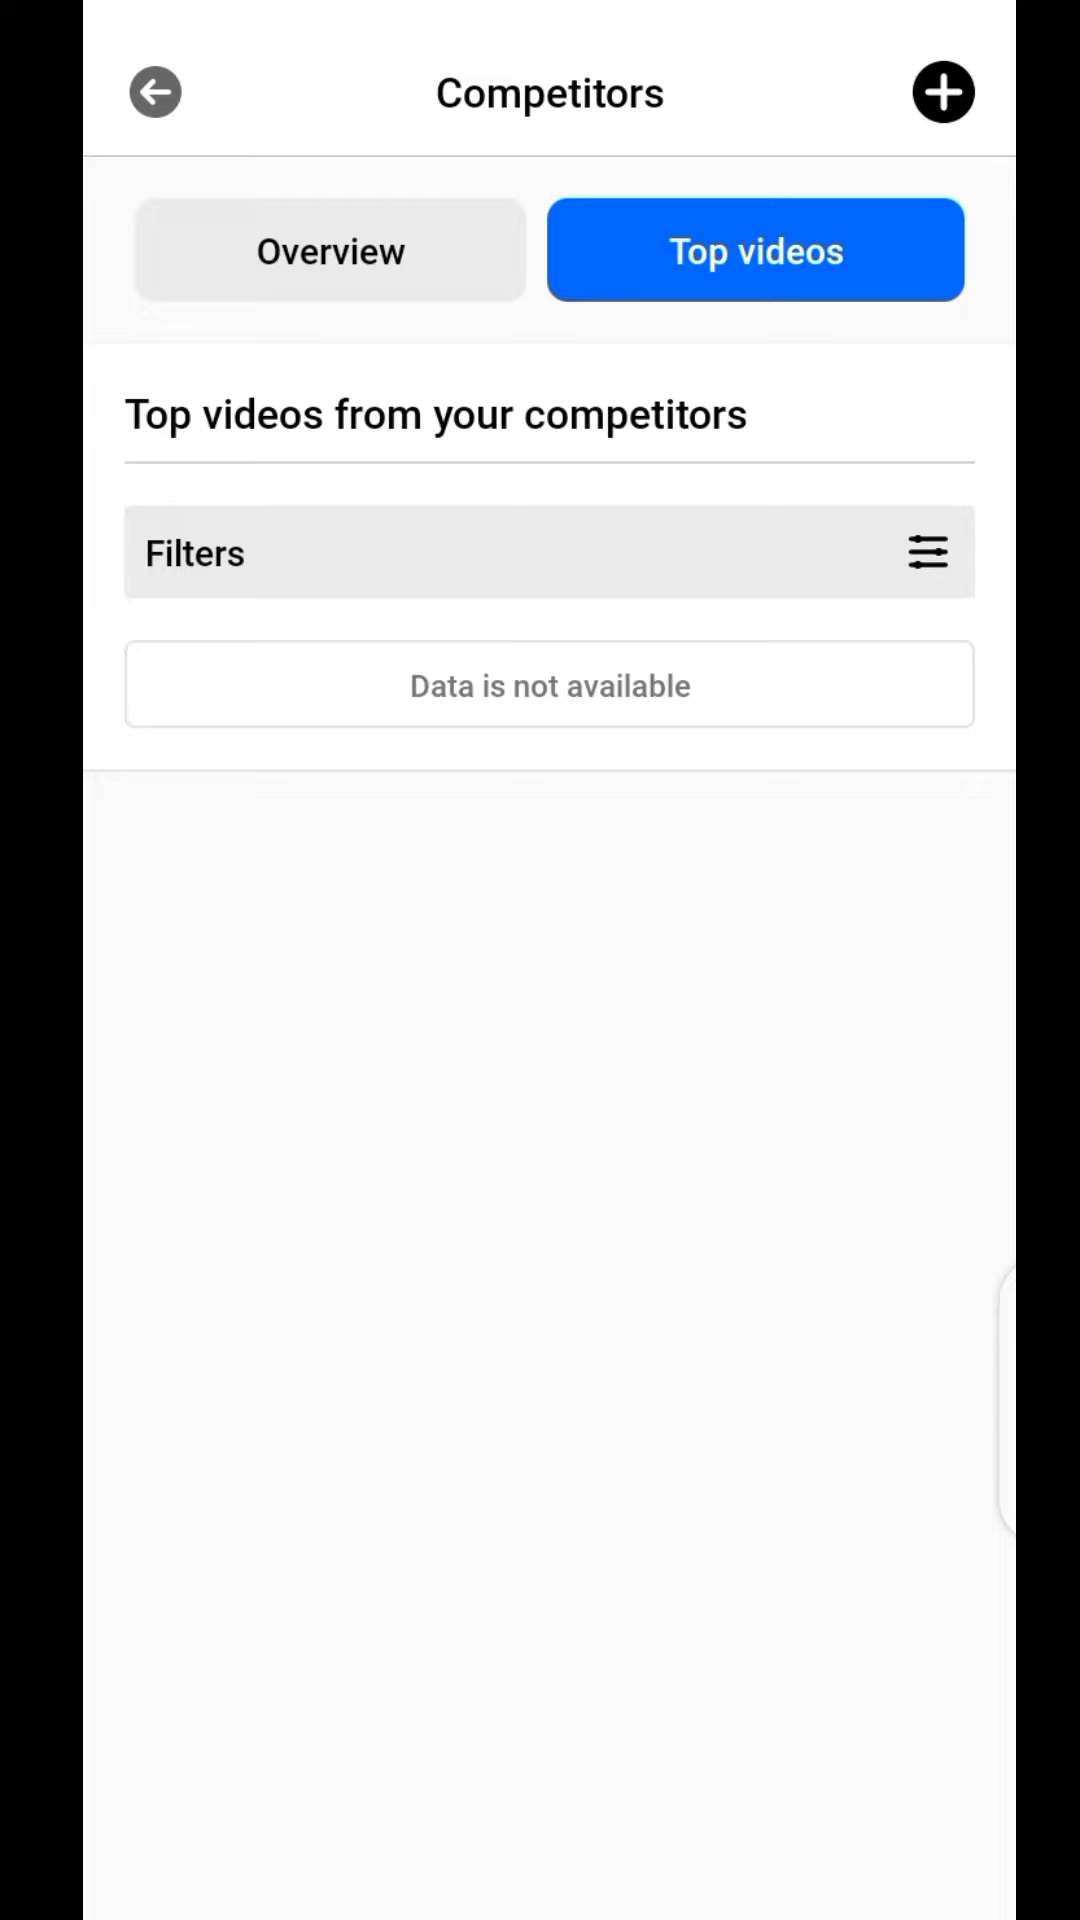 Competitors
Overview
Top videos
Top videos from your competitors
Filters
Data is not available